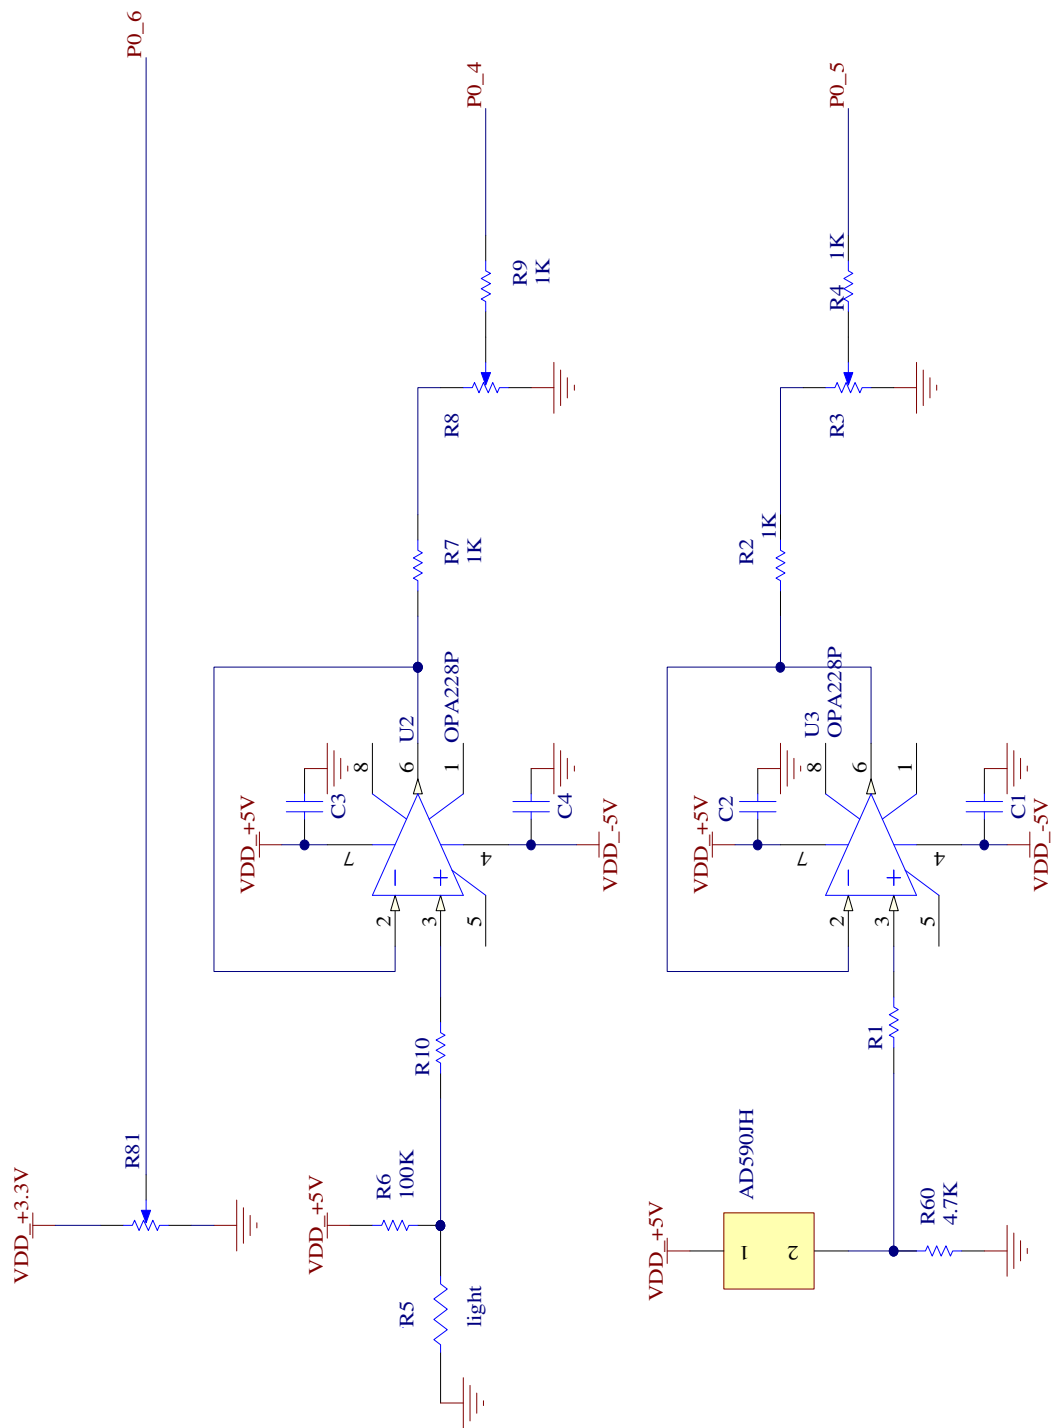 P0_6
R81
VDD_+3.3V
P0_4
R9
1K
R8
R7
1K
U2
OPA228P
VDD_+5V
C3
8
7
6
1
2
3
4
5
C4
VDD_-5V
R10
VDD_+5V
R6
100K
R5
light
P0_5
1K
R4
R3
R2
1K
U3
OPA228P
VDD_+5V
C2
8
7
6
1
2
3
4
5
C1
VDD_-5V
R1
AD590JH
VDD_+5V
1
2
R60
4.7K